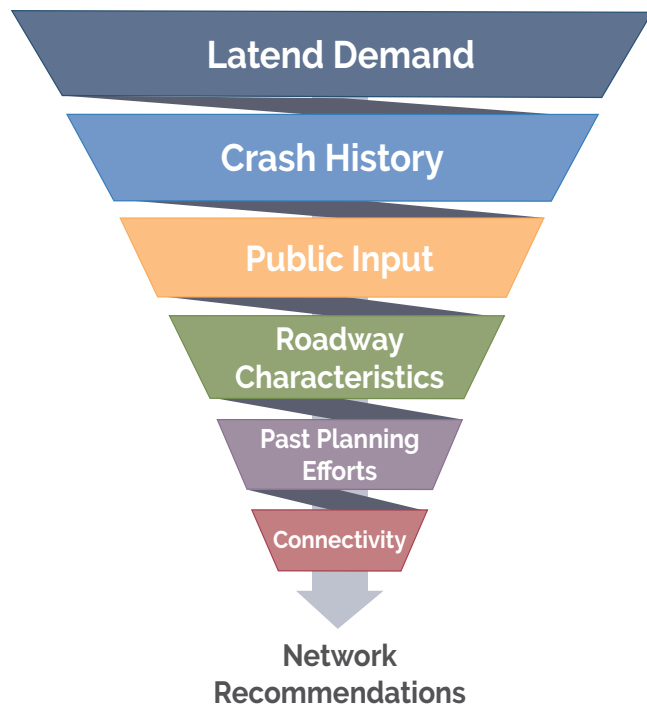 Latend Demand
Crash History
Public Input
Roadway
Characteristics
Past Planning
Efforts
Connectivity
Network
Recommendations